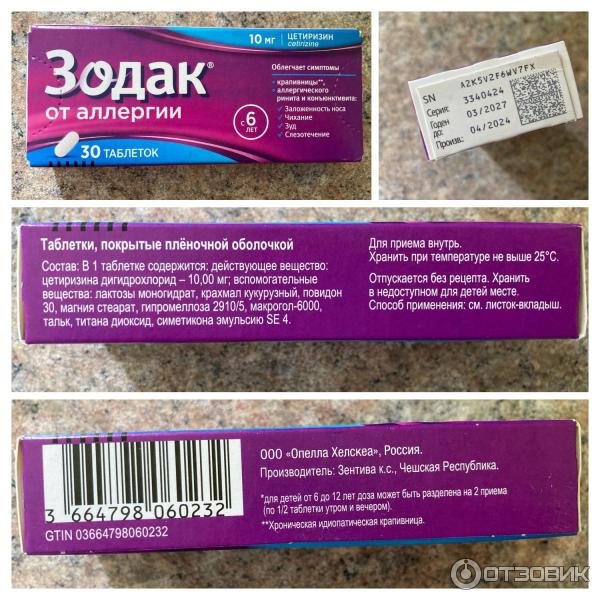 10 мг
ЦЕТИРИЗИН
cetirizine
Зодак®
от аллергии
Облегчает симптомы
• крапивницы**,
• аллергического
ринита и конъюнктивита:
✓ Заложенность носа
✓ Чихание
✓ Зуд
✓ Слезотечение
с 6 ЛЕТ
30 ТАБЛЕТОК
SN A2K5V2F6WV7FX
Серия: 3340424
Годен до: 03/2027
Произв: 04/2024
Таблетки, покрытые плёночной оболочкой
Состав: В 1 таблетке содержится: действующее вещество:
цетиризина дигидрохлорид – 10,00 мг; вспомогательные
вещества: лактозы моногидрат, крахмал кукурузный, повидон
30, магния стеарат, гипромеллоза 2910/5, макрогол-6000,
тальк, титана диоксид, симетикона эмульсию SE 4.
Для приема внутрь.
Хранить при температуре не выше 25°C.
Отпускается без рецепта. Хранить
в недоступном для детей месте.
Способ применения: см. листок-вкладыш.
3 664798 060232
GTIN 03664798060232
ООО «Опелла Хелскеа», Россия.
Производитель: Зентива к.с., Чешская Республика.
*для детей от 6 до 12 лет доза может быть разделена на 2 приема
(по 1/2 таблетки утром и вечером).
**Хроническая идиопатическая крапивница.
ОТЗОВИК